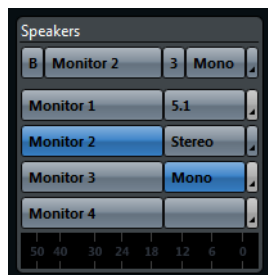 Speakers
B Monitor 2 3 Mono
Monitor 1 5.1
Monitor 2 Stereo
Monitor 3 Mono
Monitor 4
50 40 30 24 18 12 6 0